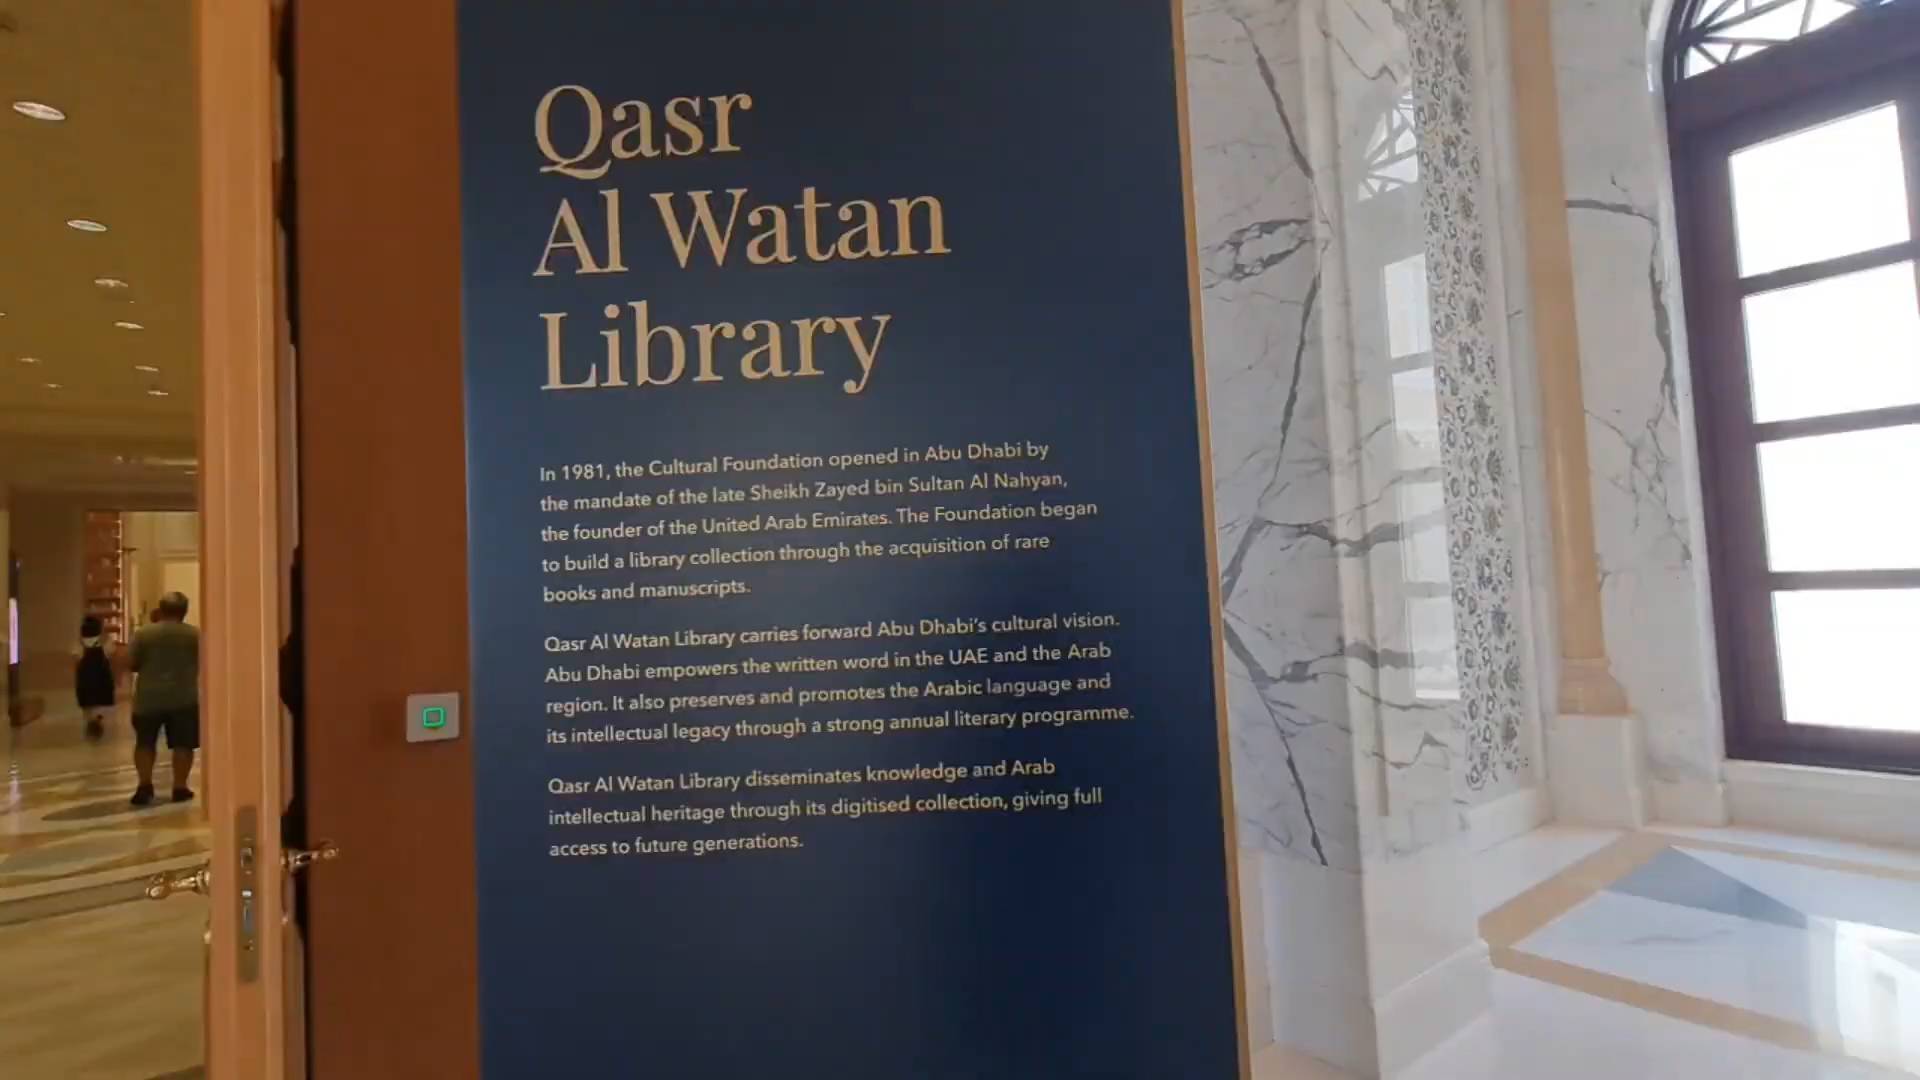 Qasr
Al Watan
Library
In 1981, the Cultural Foundation opened in Abu Dhabi by
the mandate of the late Sheikh Zayed bin Sultan Al Nahyan,
the founder of the United Arab Emirates. The Foundation began
to build a library collection through the acquisition of rare
books and manuscripts.
Qasr Al Watan Library carries forward Abu Dhabi’s cultural vision.
Abu Dhabi empowers the written word in the UAE and the Arab
region. It also preserves and promotes the Arabic language and
its intellectual legacy through a strong annual literary programme.
Qasr Al Watan Library disseminates knowledge and Arab
intellectual heritage through its digitised collection, giving full
access to future generations.